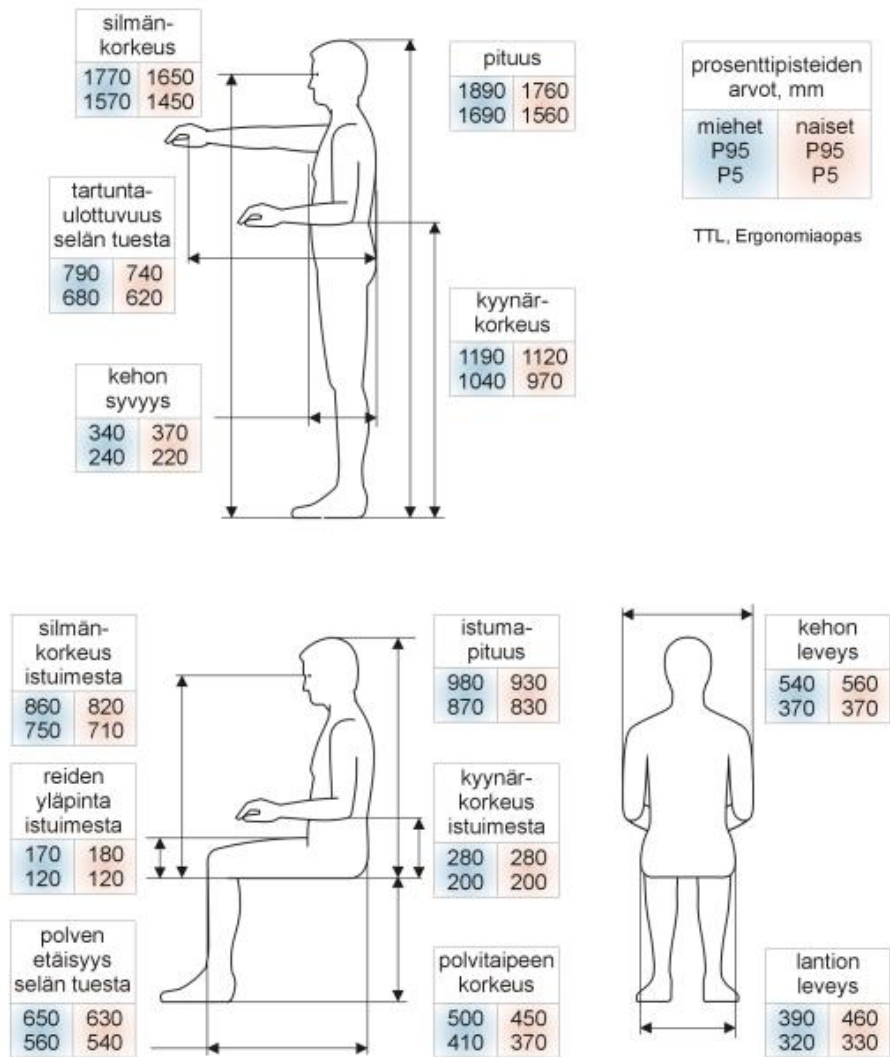 silmän-
korkeus
1770 1650
1570 1450
pituus
1890 1760
1690 1560
prosenttipisteiden
arvot, mm
miehet naiset
P95 P95
P5 P5
TTL, Ergonomiaopas
tartunta-
ulottuvuus
selän tuesta
790 740
680 620
kyynär-
korkeus
1190 1120
1040 970
kehon
syvyys
340 370
240 220
silmän-
korkeus
istuimesta
860 820
750 710
istuma-
pituus
980 930
870 830
kehon
leveys
540 560
370 370
reiden
yläpinta
istuimesta
170 180
120 120
kyynär-
korkeus
istuimesta
280 280
200 200
polven
etäisyys
selän tuesta
650 630
560 540
polvitaipeen
korkeus
500 450
410 370
lantion
leveys
390 460
320 330